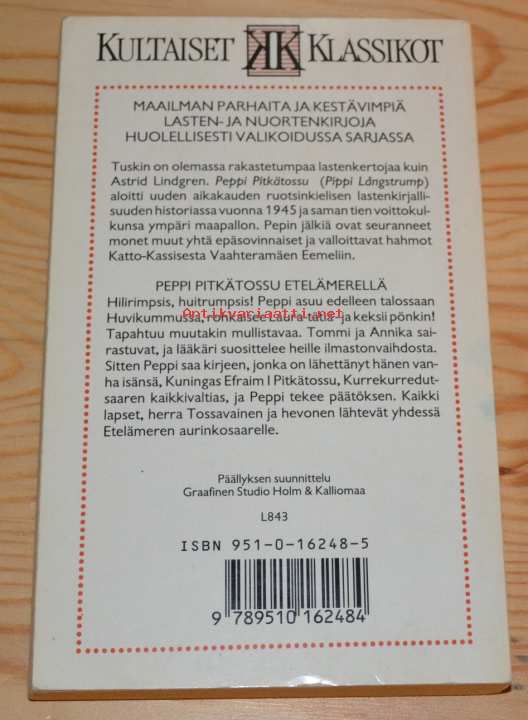 KULTAISET KK KLASSIKOT
MAAILMAN PARHAITA JA KESTÄVIMPIÄ
LASTEN- JA NUORTENKIRJOJA
HUOLELLISESTI VALIKOIDUSSA SARJASSA
Tuskin on olemassa rakastetumpaa lastenkertojaa kuin
Astrid Lindgren. Peppi Pitkätossu (Pippi Långstrump)
aloitti uuden aikakauden ruotsinkielisen lastenkirjalli-
suuden historiassa vuonna 1945 ja saman tien voittokul-
kunsa ympäri maapallon. Pepin jälkiä ovat seuranneet
monet muut yhtä epäsovinnaiset ja valloittavat hahmot
Katto-Kassisesta Vaahteramäen Eemeliin.
PEPPI PITKÄTOSSU ETELÄMERELLÄ
Hilirimpsis, huitrumpsis! Peppi asuu edelleen talossaan
Antikvariaatti.net
Huvikummussa, rohkaisee Laura-tätiä ja keksii pönkin!
Tapahtuu muutakin mullistavaa. Tommi ja Annika sai-
rastuvat, ja lääkäri suosittelee heille ilmastonvaihdosta.
Sitten Peppi saa kirjeen, jonka on lähettänyt hänen van-
ha isänsä, Kuningas Efraim I Pitkätossu, Kurrekurredut-
saaren kaikkivaltias, ja Peppi tekee päätöksen. Kaikki
lapset, herra Tossavainen ja hevonen lähtevät yhdessä
Etelämeren aurinkosaarelle.
Päällyksen suunnittelu
Graafinen Studio Holm & Kalliomaa
L843
ISBN 951-0-16248-5
9 789510 162484